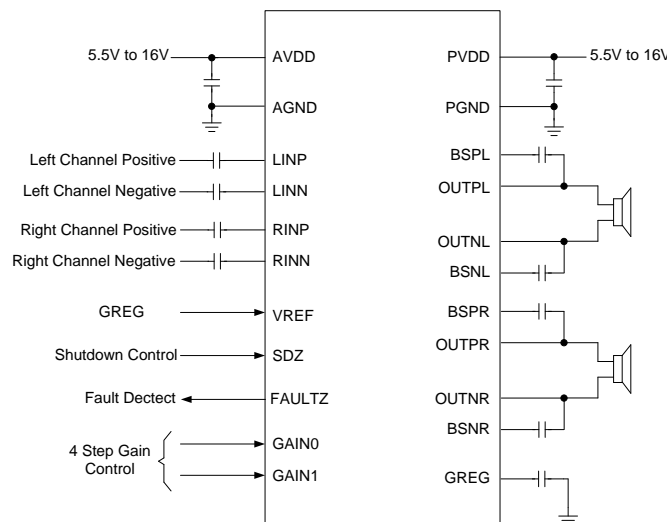 5.5V to 16V
AVDD
AGND
Left Channel Positive
LINP
Left Channel Negative
LINN
Right Channel Positive
RINP
Right Channel Negative
RINN
GREG
VREF
Shutdown Control
SDZ
Fault Dectect
FAULTZ
4 Step Gain
Control
GAIN0
GAIN1
PVDD
5.5V to 16V
PGND
BSPL
OUTPL
OUTNL
BSNL
BSPR
OUTPR
OUTNR
BSNR
GREG